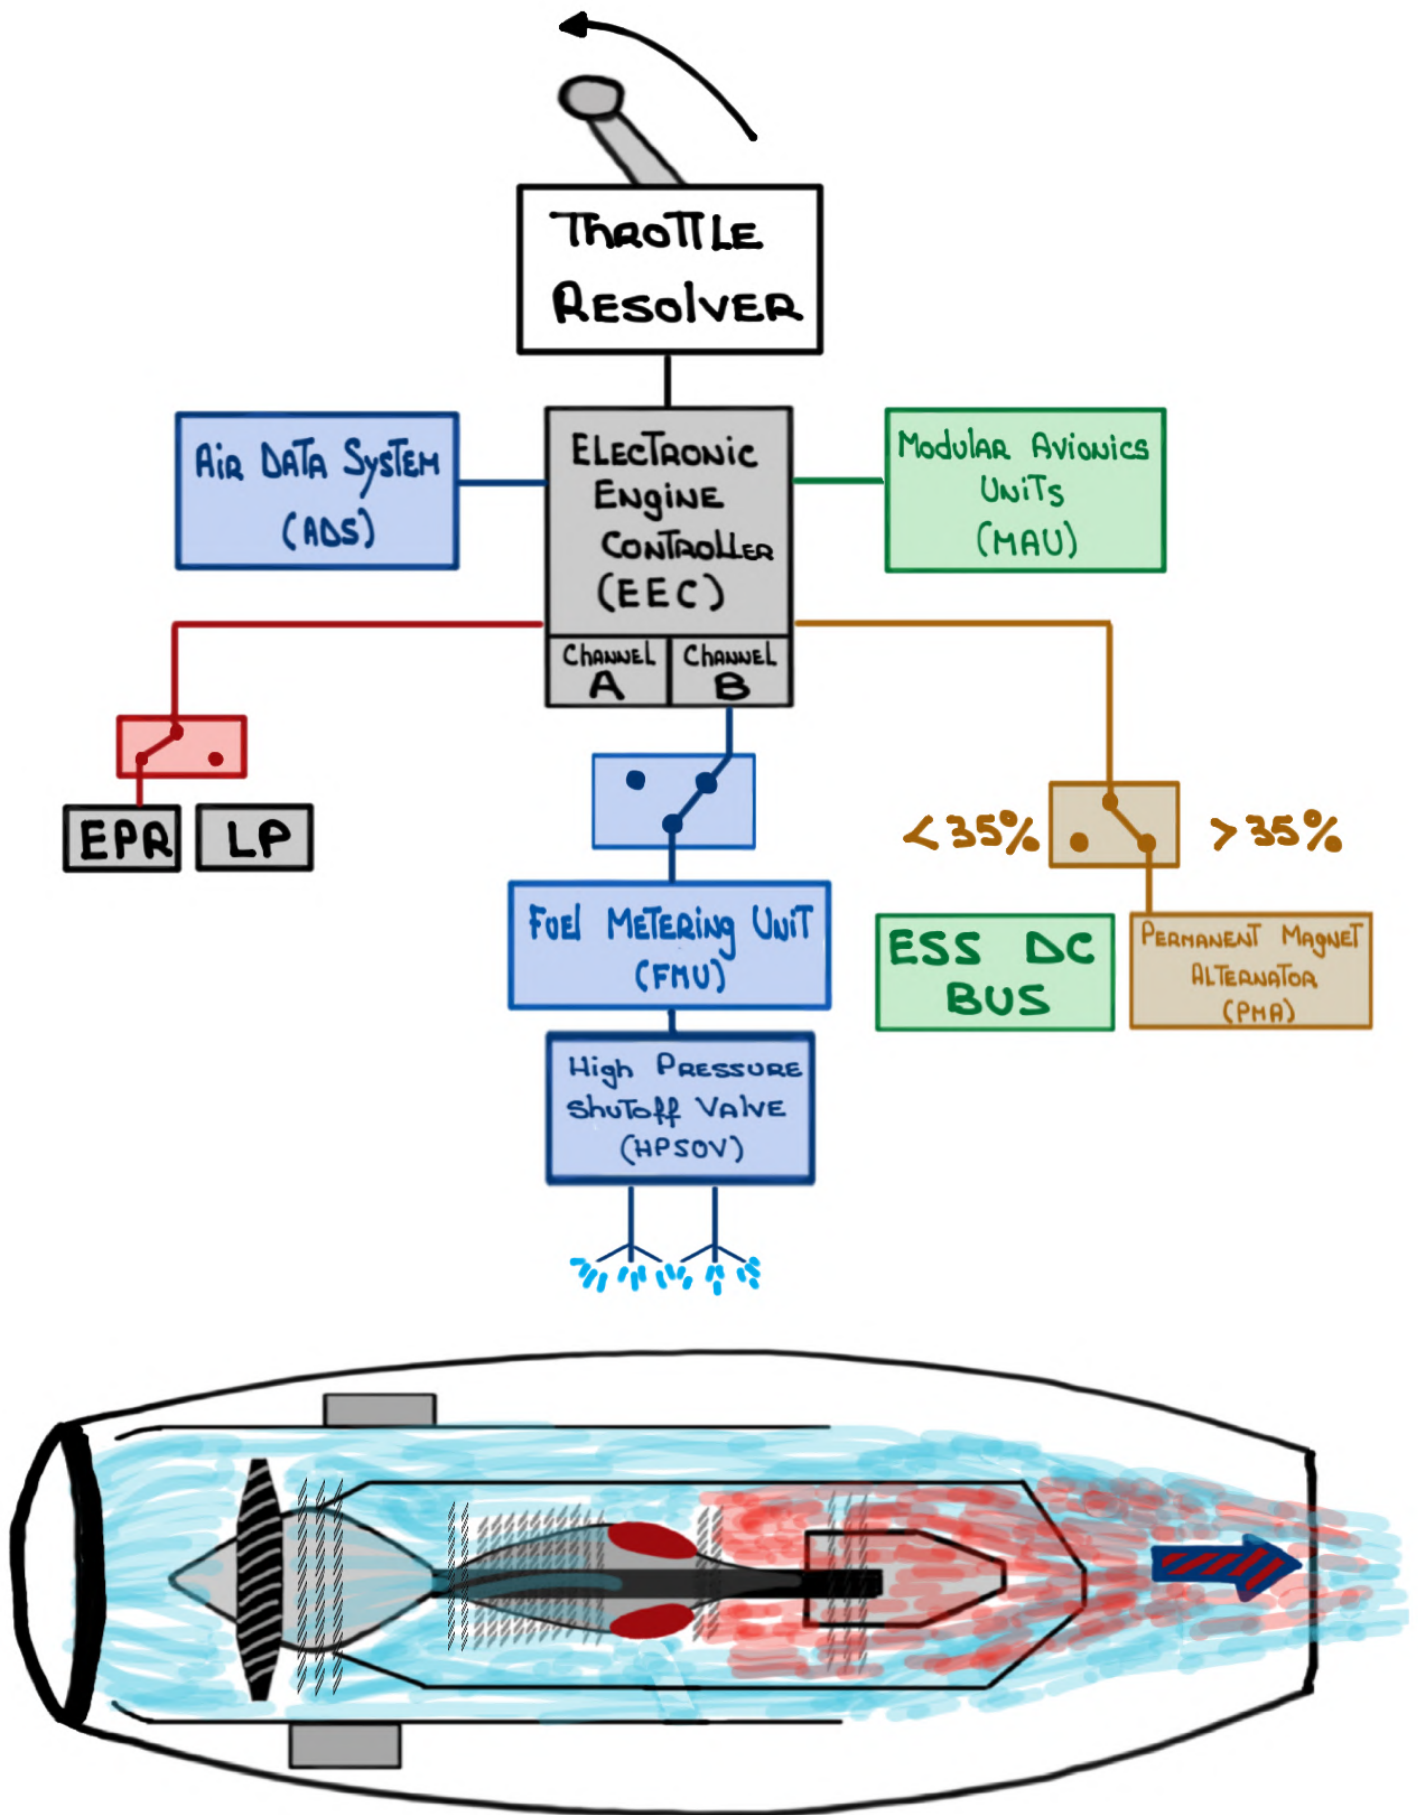 THROTTLE
RESOLVER
AiR DATA SYSTEM
(ADS)
ELECTRONIC
ENGINE
CONTROLLER
(EEC)
CHANNEL
A
CHANNEL
B
Modular Avionics
UNiTS
(MAU)
EPR
LP
<35%
>35%
FUEL METERING UNIT
(FMU)
ESS DC
BUS
PERMANENT MAGNET
ALTERNATOR
(PMA)
High PRESSURE
ShuToff VALVE
(HPSOV)